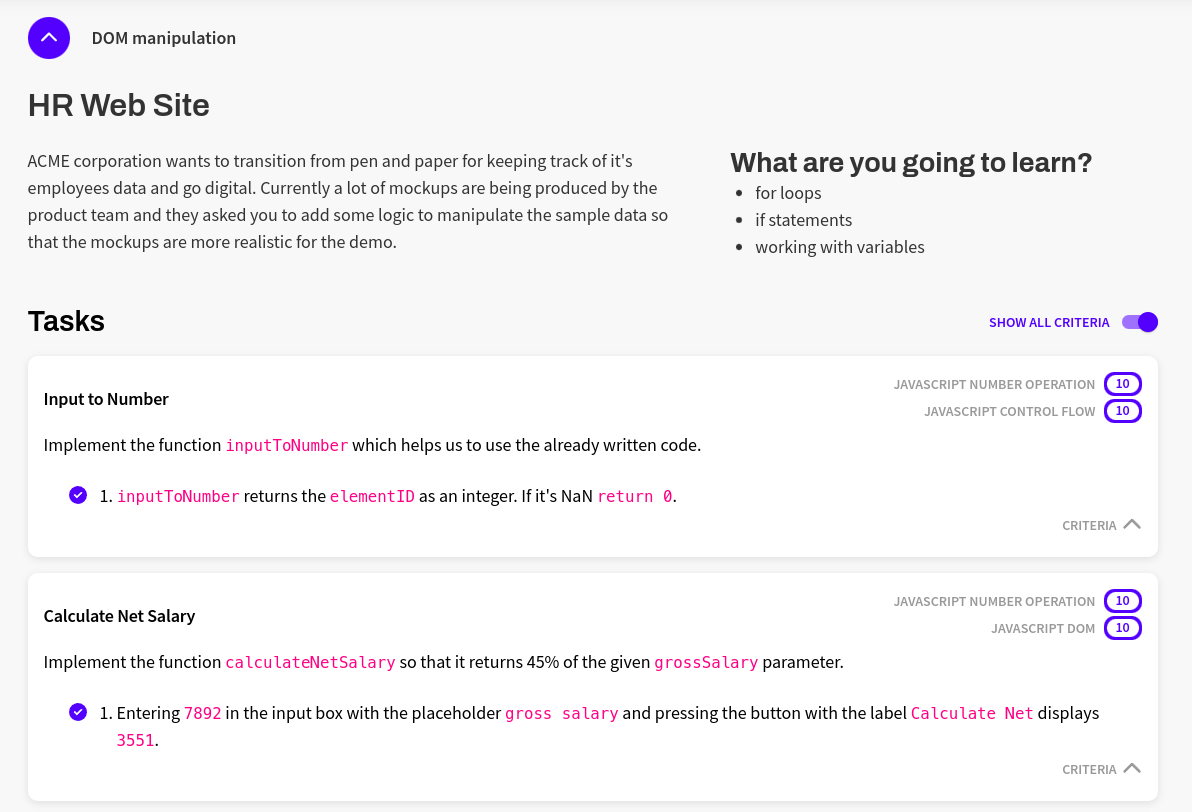 DOM manipulation
HR Web Site
ACME corporation wants to transition from pen and paper for keeping track of it's
employees data and go digital. Currently a lot of mockups are being produced by the
product team and they asked you to add some logic to manipulate the sample data so
that the mockups are more realistic for the demo.
What are you going to learn?
• for loops
• if statements
• working with variables
Tasks
SHOW ALL CRITERIA
Input to Number
JAVASCRIPT NUMBER OPERATION 10
JAVASCRIPT CONTROL FLOW 10
Implement the function inputToNumber which helps us to use the already written code.
1. inputToNumber returns the elementID as an integer. If it's NaN return 0.
CRITERIA
Calculate Net Salary
JAVASCRIPT NUMBER OPERATION 10
JAVASCRIPT DOM 10
Implement the function calculateNetSalary so that it returns 45% of the given grossSalary parameter.
1. Entering 7892 in the input box with the placeholder gross salary and pressing the button with the label Calculate Net displays
3551.
CRITERIA